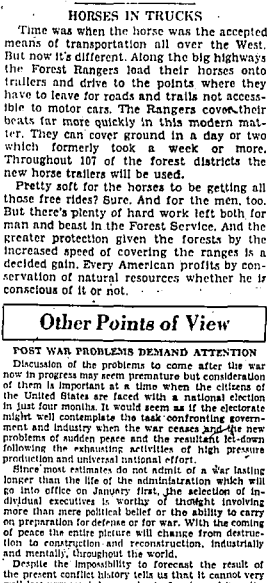 HORSES IN TRUCKS
Time was when the horse was the accepted
means of transportation all over the West.
But now it's different. Along the big highways
the Forest Rangers load their horses onto
trailers and drive to the points where they
have to leave for roads and trails not access-
ible to motor cars. The Rangers cover their
beats far more quickly in this modern mat-
ter. They can cover ground in a day or two
which formerly took a week or more.
Throughout 107 of the forest districts the
new horse trailers will be used.
Pretty soft for the horses to be getting all
those free rides? Sure. And for the men, too.
But there's plenty of hard work left both for
man and beast in the Forest Service. And the
greater protection given the forests by the
increased speed of covering the ranges is a
decided gain. Every American profits by con-
servation of natural resources whether he is
conscious of it or not.
Other Points of View
POST WAR PROBLEMS DEMAND ATTENTION
Discussion of the problems to come after the war
now in progress may seem premature but consideration
of them is important at a time when the citizens of
the United States are faced with a national election
in just four months. It would seem as if the electorate
might well contemplate the task confronting govern-
ment and industry when the war ceases and the new
problems of sudden peace and the resultant let-down
following the exhausting activities of high pressure
production and universal national effort.
Since most estimates do not admit of a war lasting
longer than the life of the administration which will
go into office on January first, the selection of in-
dividual executives is worthy of thought involving
more than mere political belief or the ability to carry
on preparation for defense or for war. With the coming
of peace the entire picture will change from destruc-
tion to construction and reconstruction, industrially
and mentally, throughout the world.
Despite the impossibility to forecast the result of
the present conflict history tells us that it cannot very